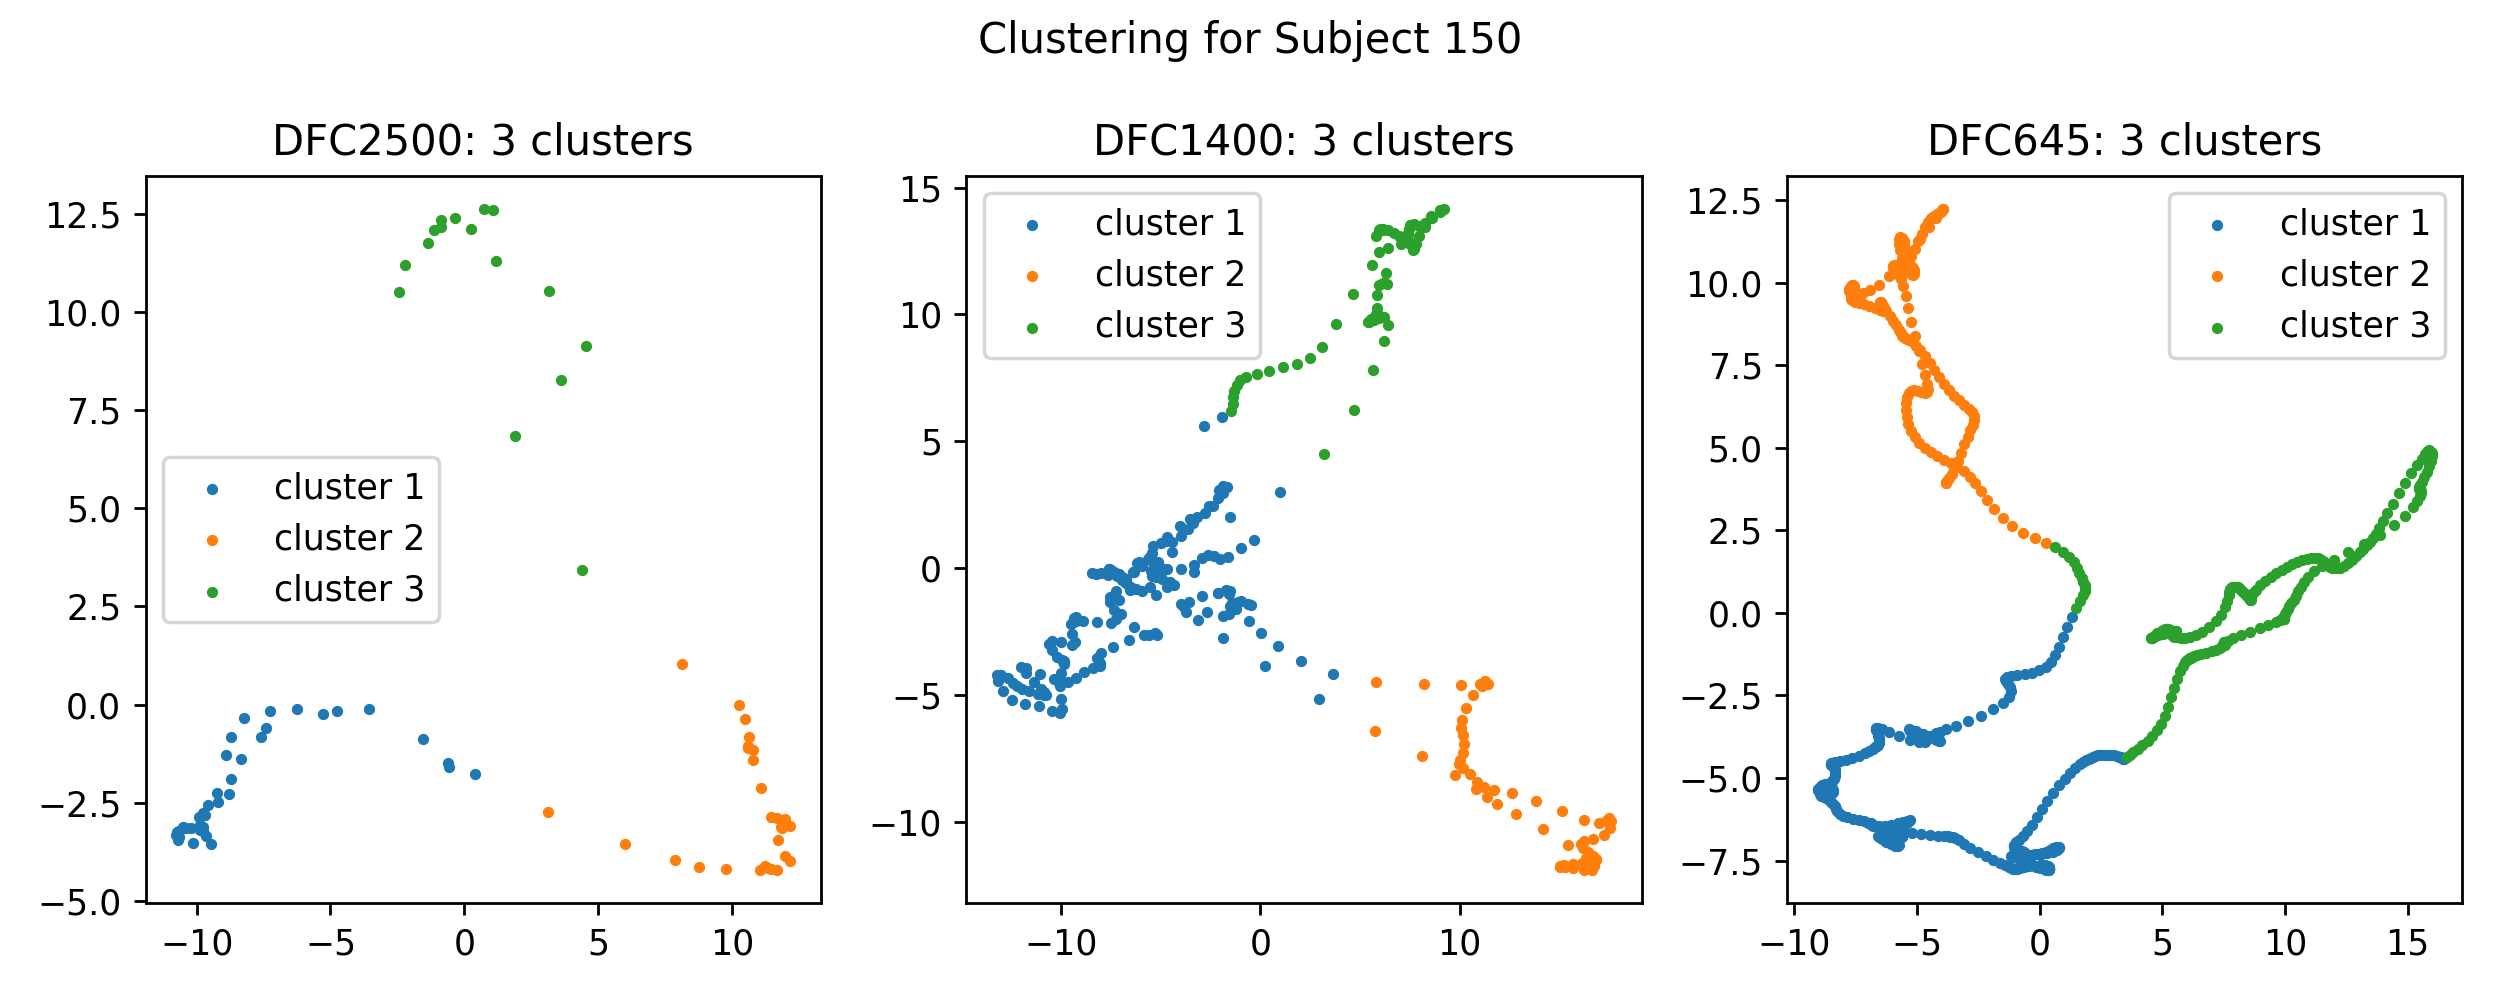 Clustering for Subject 150
DFC2500: 3 clusters
12.5
10.0
7.5
5.0
2.5
0.0
−2.5
−5.0
−10
−5
0
5
10
cluster 1
cluster 2
cluster 3
DFC1400: 3 clusters
15
10
5
0
−5
−10
−10
0
10
cluster 1
cluster 2
cluster 3
DFC645: 3 clusters
12.5
10.0
7.5
5.0
2.5
0.0
−2.5
−5.0
−7.5
−10
−5
0
5
10
15
cluster 1
cluster 2
cluster 3